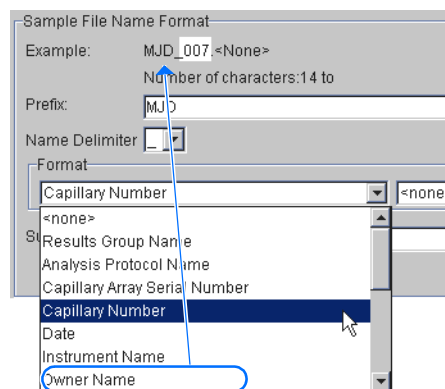 Sample File Name Format
Example: MJD_007.<None>
Number of characters:14 to
Prefix: MJD
Name Delimiter _
Format
Capillary Number <none
<none>
Results Group Name
Analysis Protocol Name
Capillary Array Serial Number
Capillary Number
Date
Instrument Name
Owner Name